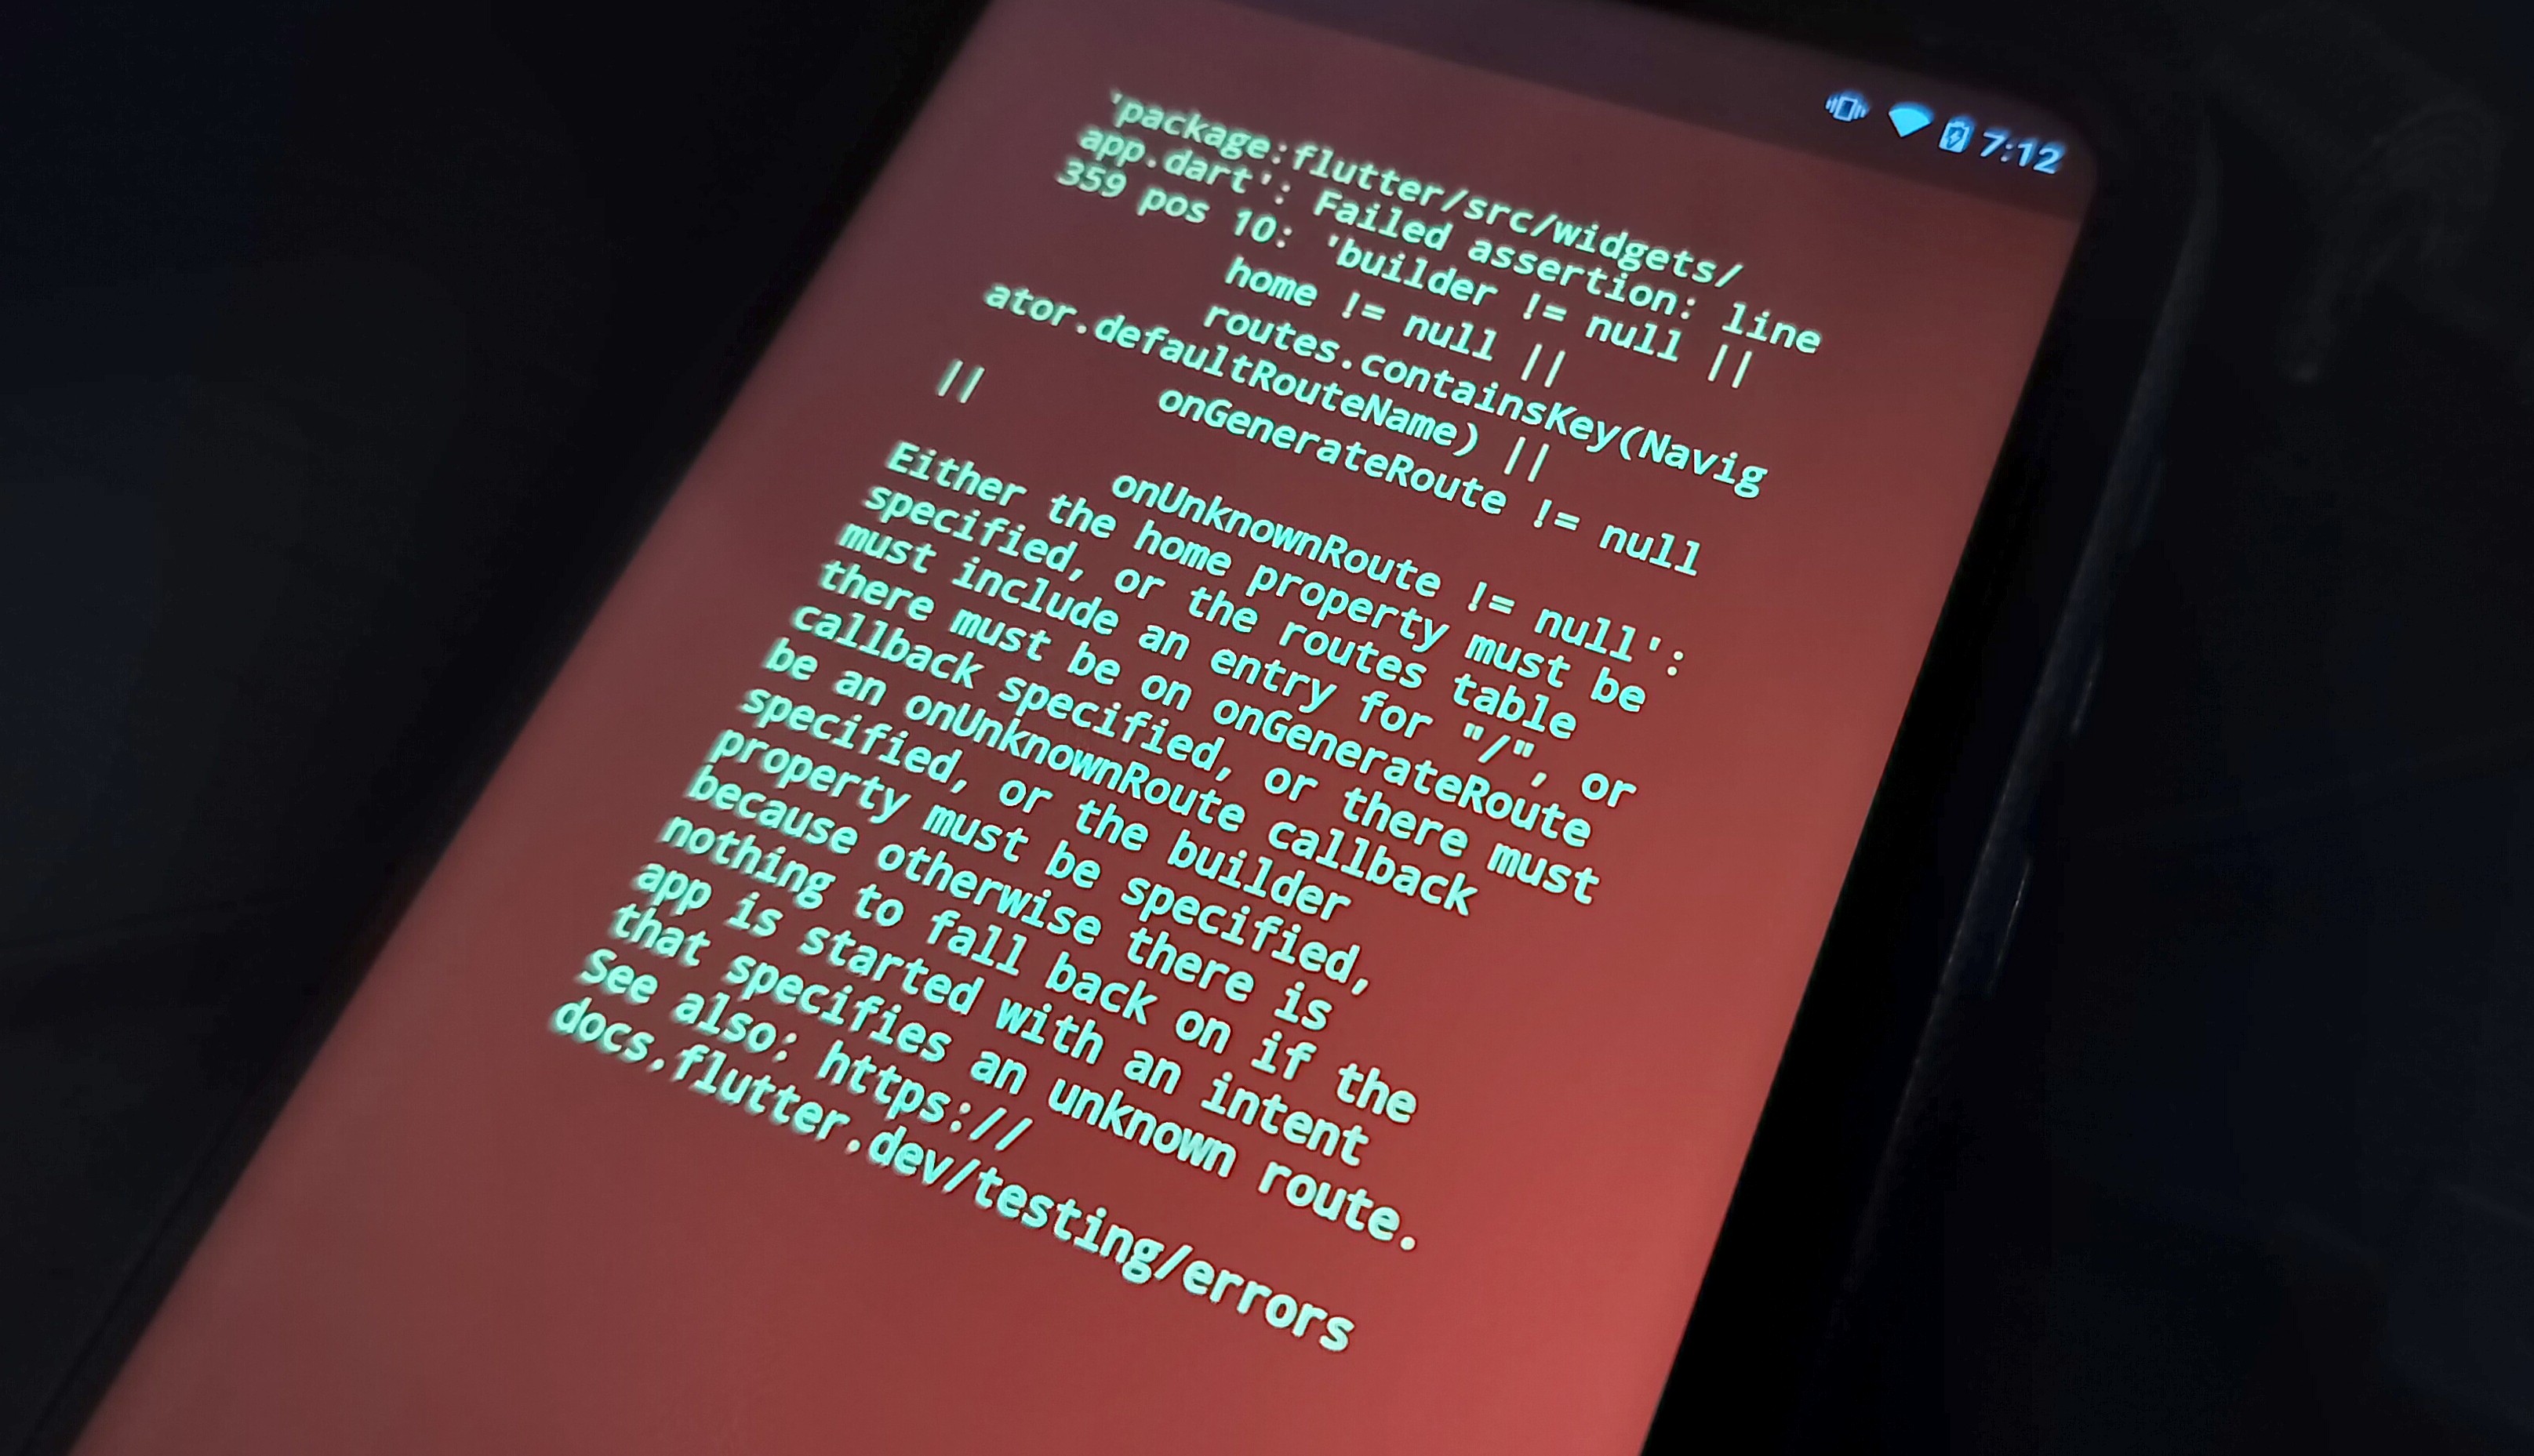 7:12
'package:flutter/src/widgets/
app.dart': Failed assertion: line
359 pos 10: 'builder != null ||
home != null ||
routes.containsKey(Navig
ator.defaultRouteName) ||
onGenerateRoute != null
||
onUnknownRoute != null':
Either the home property must be
specified, or the routes table
must include an entry for "/", or
there must be on onGenerateRoute
callback specified, or there must
be an onUnknownRoute callback
specified, or the builder
property must be specified,
because otherwise there is
nothing to fall back on if the
app is started with an intent
that specifies an unknown route.
See also: https://
docs.flutter.dev/testing/errors